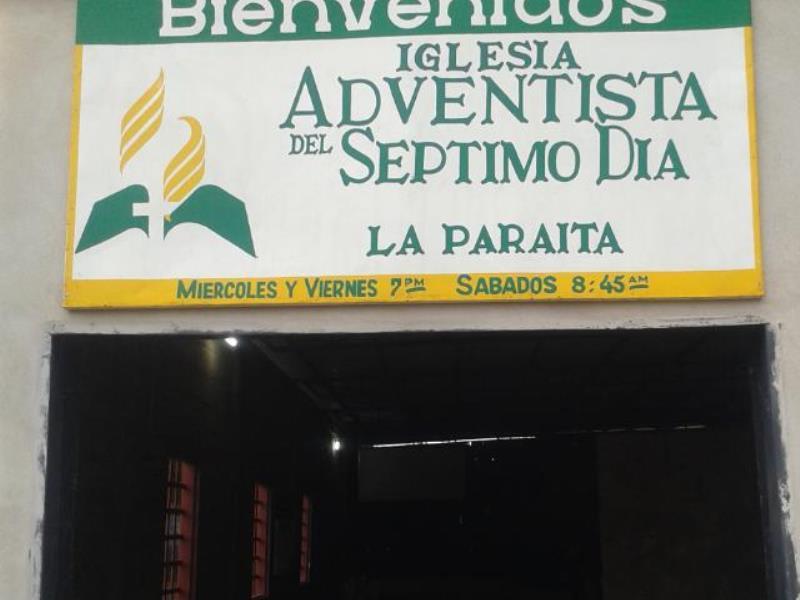 Bienvenidos
IGLESIA
ADVENTISTA
DEL SEPTIMO DIA
LA PARAITA
MIERCOLES Y VIERNES 7PM SABADOS 8:45AM